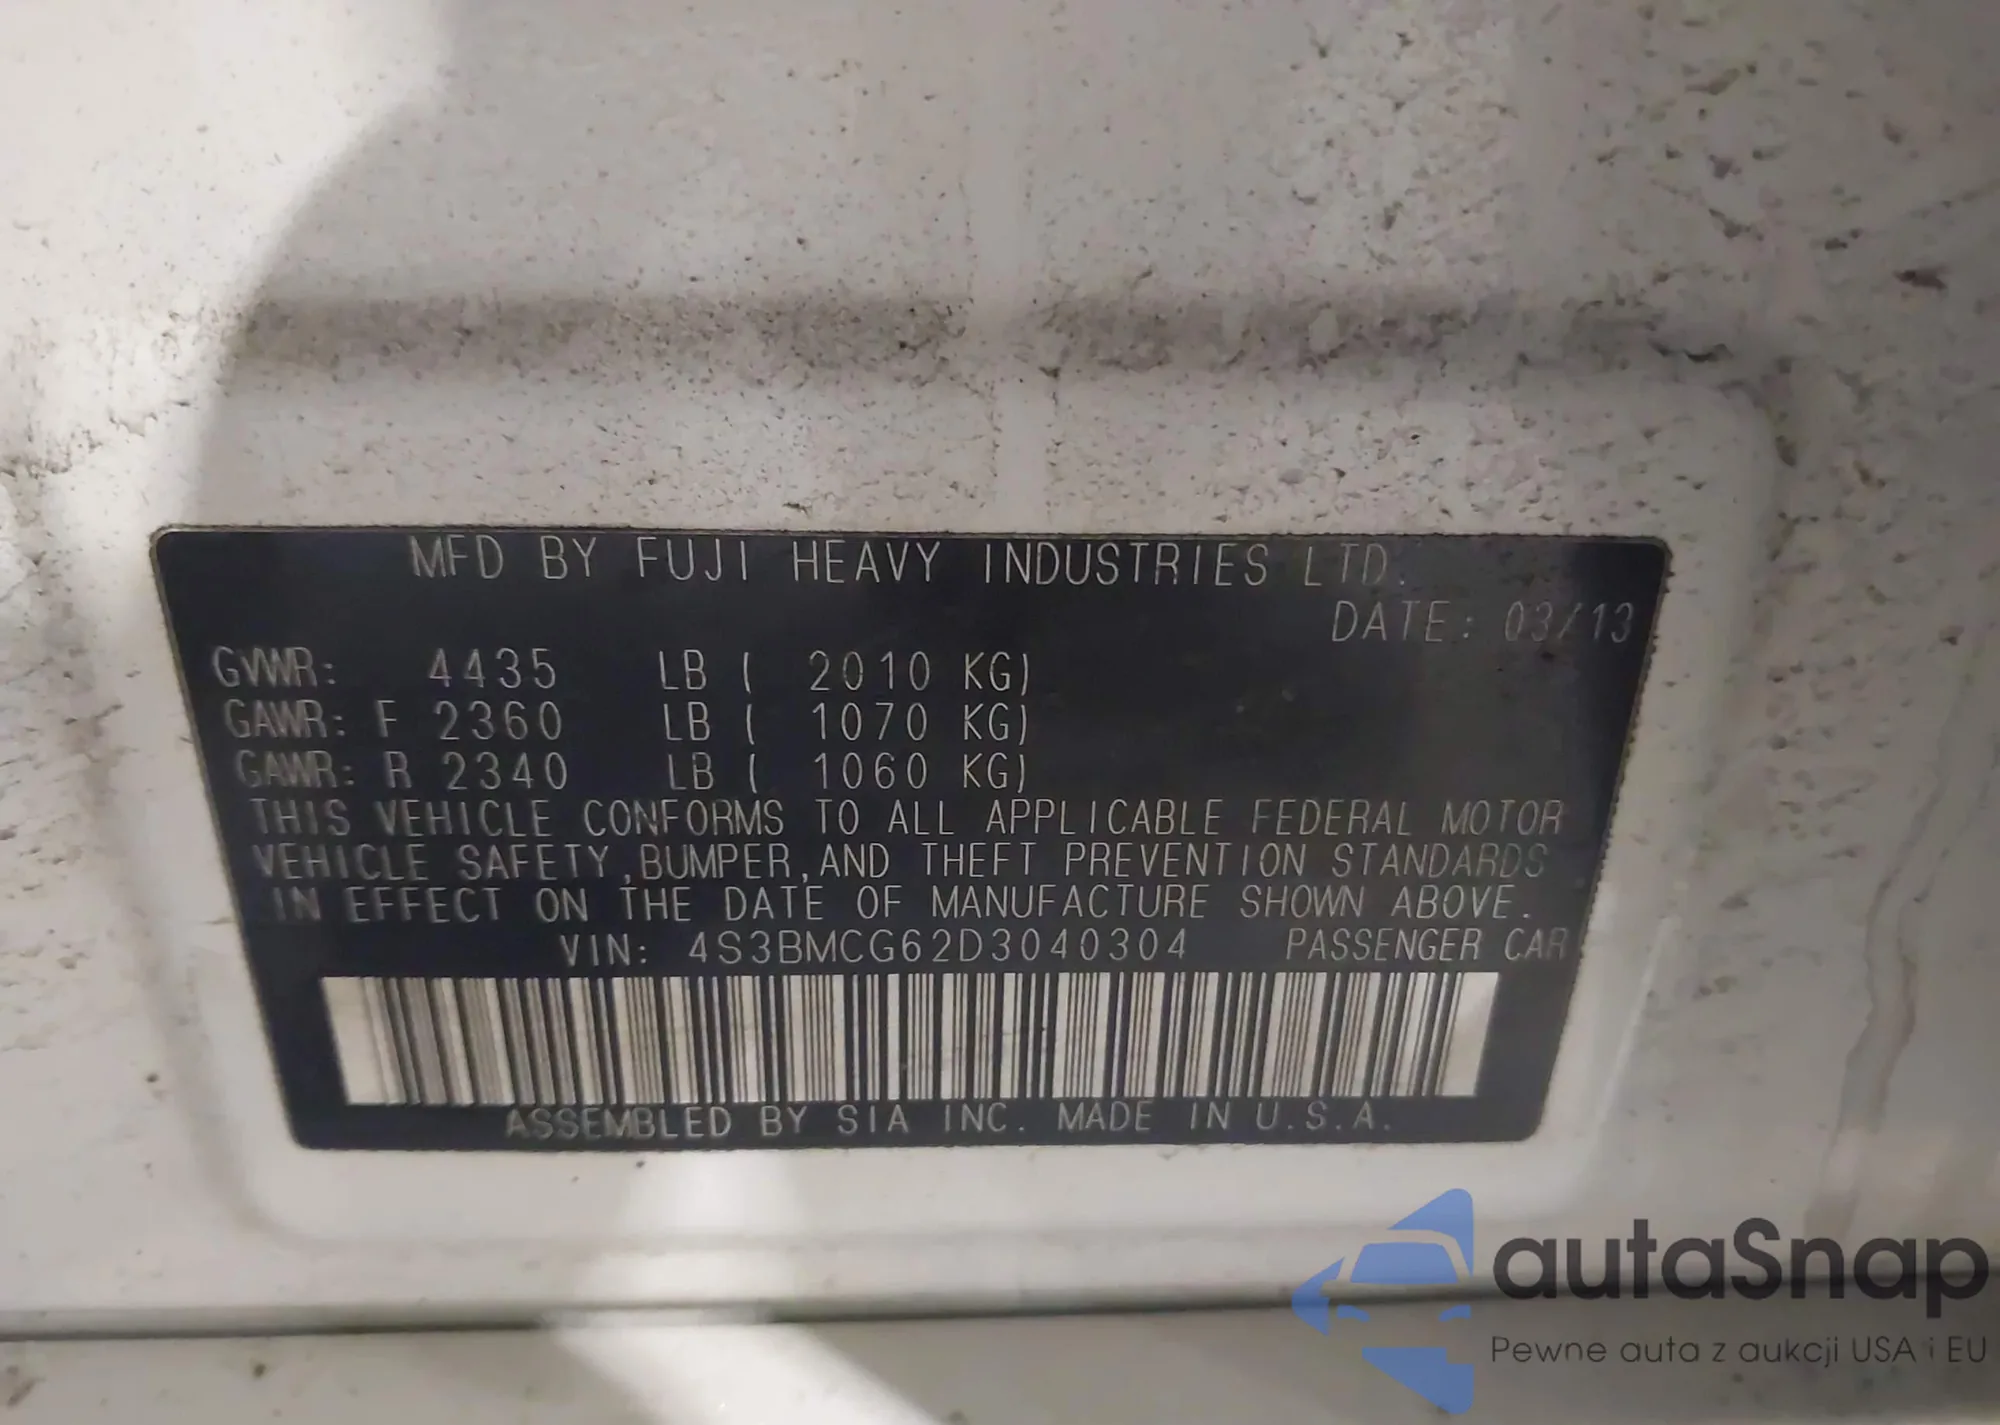 MFD BY FUJI HEAVY INDUSTRIES LTD.
DATE: 03/13
GVWR: 4435 LB ( 2010 KG)
GAWR: F 2360 LB ( 1070 KG)
GAWR: R 2340 LB ( 1060 KG)
THIS VEHICLE CONFORMS TO ALL APPLICABLE FEDERAL MOTOR
VEHICLE SAFETY,BUMPER,AND THEFT PREVENTION STANDARDS
IN EFFECT ON THE DATE OF MANUFACTURE SHOWN ABOVE.
VIN: 4S3BMCG62D3040304 PASSENGER CAR
ASSEMBLED BY SIA INC. MADE IN U.S.A.
autaSnap
Pewne auta z aukcji USA i EU